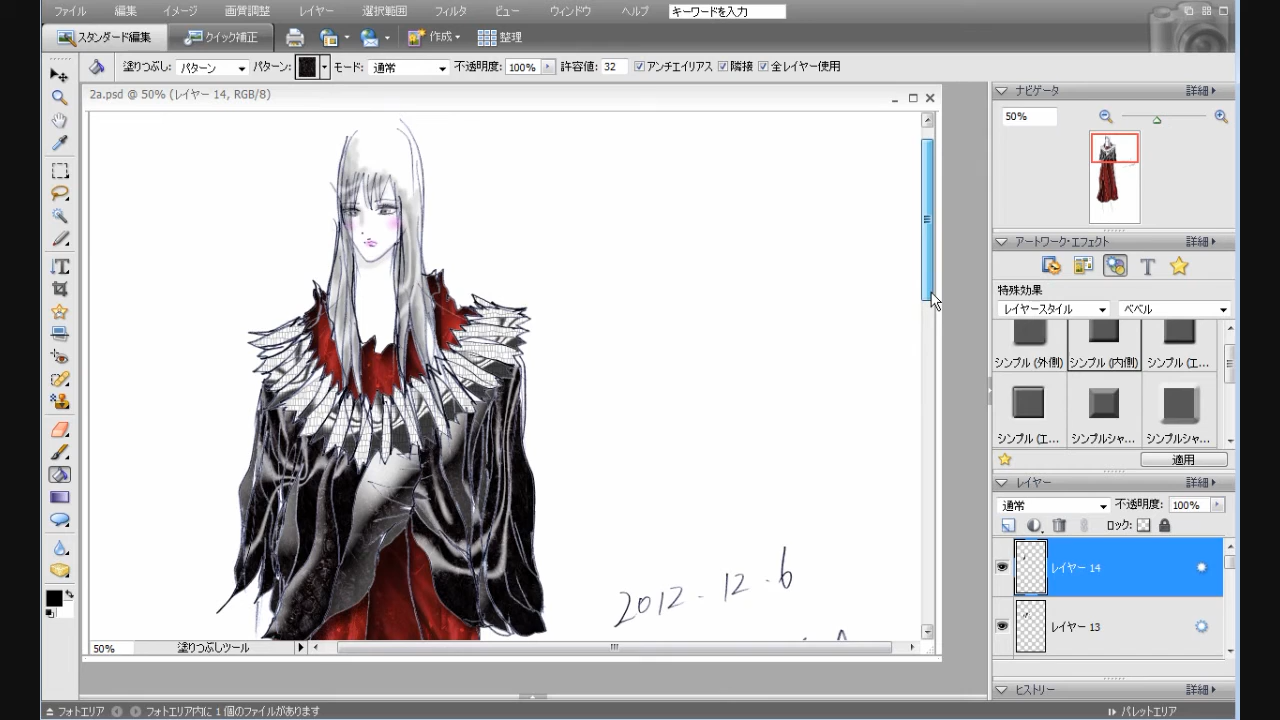 ファイル 編集 イメージ 画質調整 レイヤー 選択範囲 フィルタ ビュー ウィンドウ ヘルプ キーワードを入力
スタンダード編集 クイック補正 作成 整理
塗りつぶし: パターン パターン: モード: 通常 不透明度: 100% 許容値: 32 アンチエイリアス 隣接 全レイヤー使用
2a.psd @ 50% (レイヤー 14, RGB/8)
ナビゲータ 詳細
50%
アートワーク・エフェクト 詳細
特殊効果
レイヤースタイル ベベル
シンプル (外側) シンプル (内側) シンプル (エ...
シンプル (エ... シンプルシャ... シンプルシャ...
適用
レイヤー 詳細
通常 不透明度: 100%
ロック:
レイヤー 14
2012.12.6
レイヤー 13
50% 塗りつぶしツール
ヒストリー 詳細
フォトエリア フォトエリア内に 1 個のファイルがあります パレットエリア